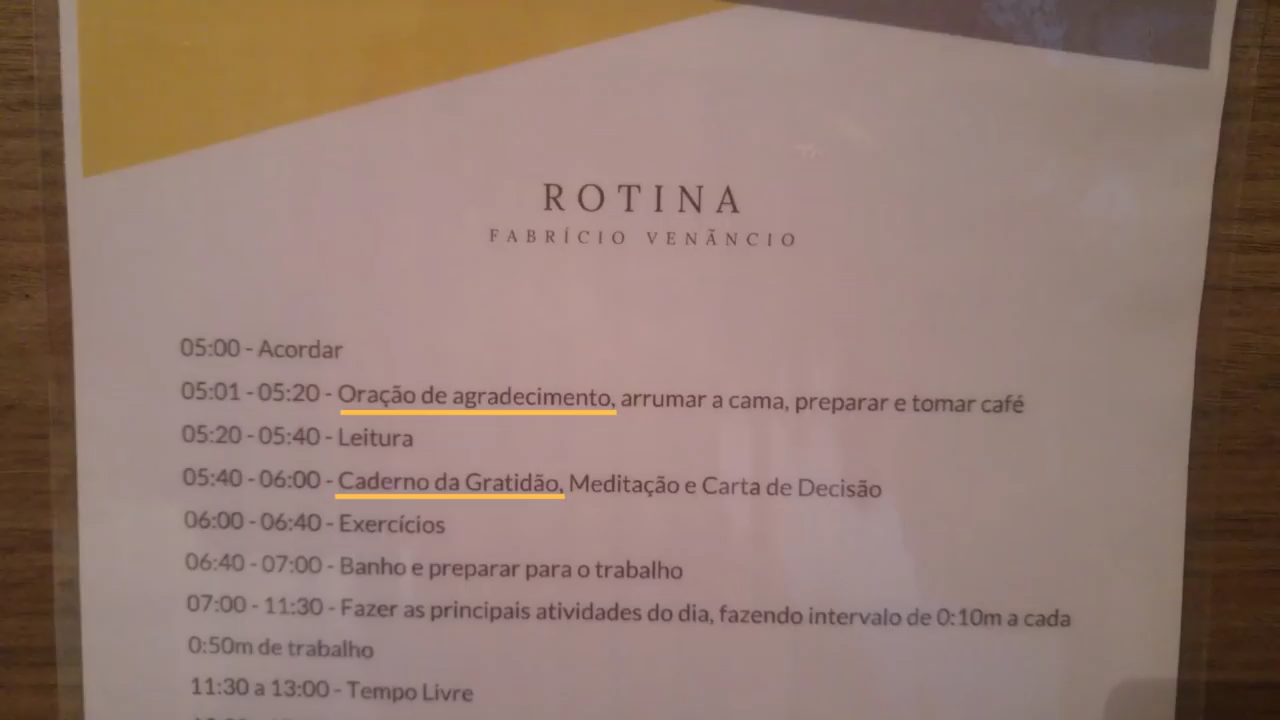 ROTINA
FABRÍCIO VENÃNCIO
05:00 - Acordar
05:01 - 05:20 - Oração de agradecimento, arrumar a cama, preparar e tomar café
05:20 - 05:40 - Leitura
05:40 - 06:00 - Caderno da Gratidão, Meditação e Carta de Decisão
06:00 - 06:40 - Exercícios
06:40 - 07:00 - Banho e preparar para o trabalho
07:00 - 11:30 - Fazer as principais atividades do dia, fazendo intervalo de 0:10m a cada
0:50m de trabalho
11:30 a 13:00 - Tempo Livre